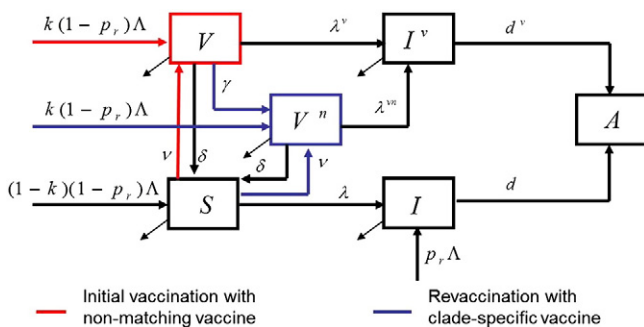 k(1-p_r)Λ
V
λ^v
I^v
d^v
γ
k(1-p_r)Λ
V^n
λ^{vn}
A
ν
δ
δ
ν
(1-k)(1-p_r)Λ
S
λ
I
d
p_rΛ
Initial vaccination with
non-matching vaccine
Revaccination with
clade-specific vaccine